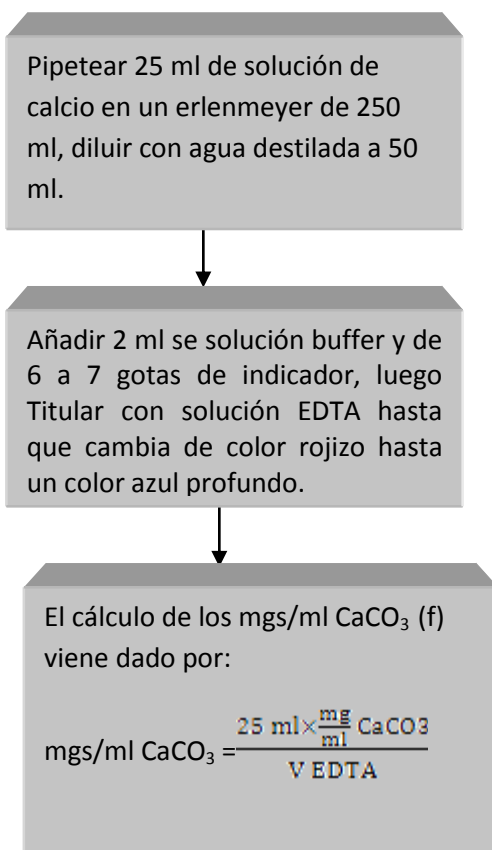 Pipetear 25 ml de solución de
calcio en un erlenmeyer de 250
ml, diluir con agua destilada a 50
ml.
Añadir 2 ml se solución buffer y de
6 a 7 gotas de indicador, luego
Titular con solución EDTA hasta
que cambia de color rojizo hasta
un color azul profundo.
El cálculo de los mgs/ml CaCO₃ (f)
viene dado por:
mgs/ml CaCO₃ = (25 ml × mg/ml CaCO3) / (V EDTA)